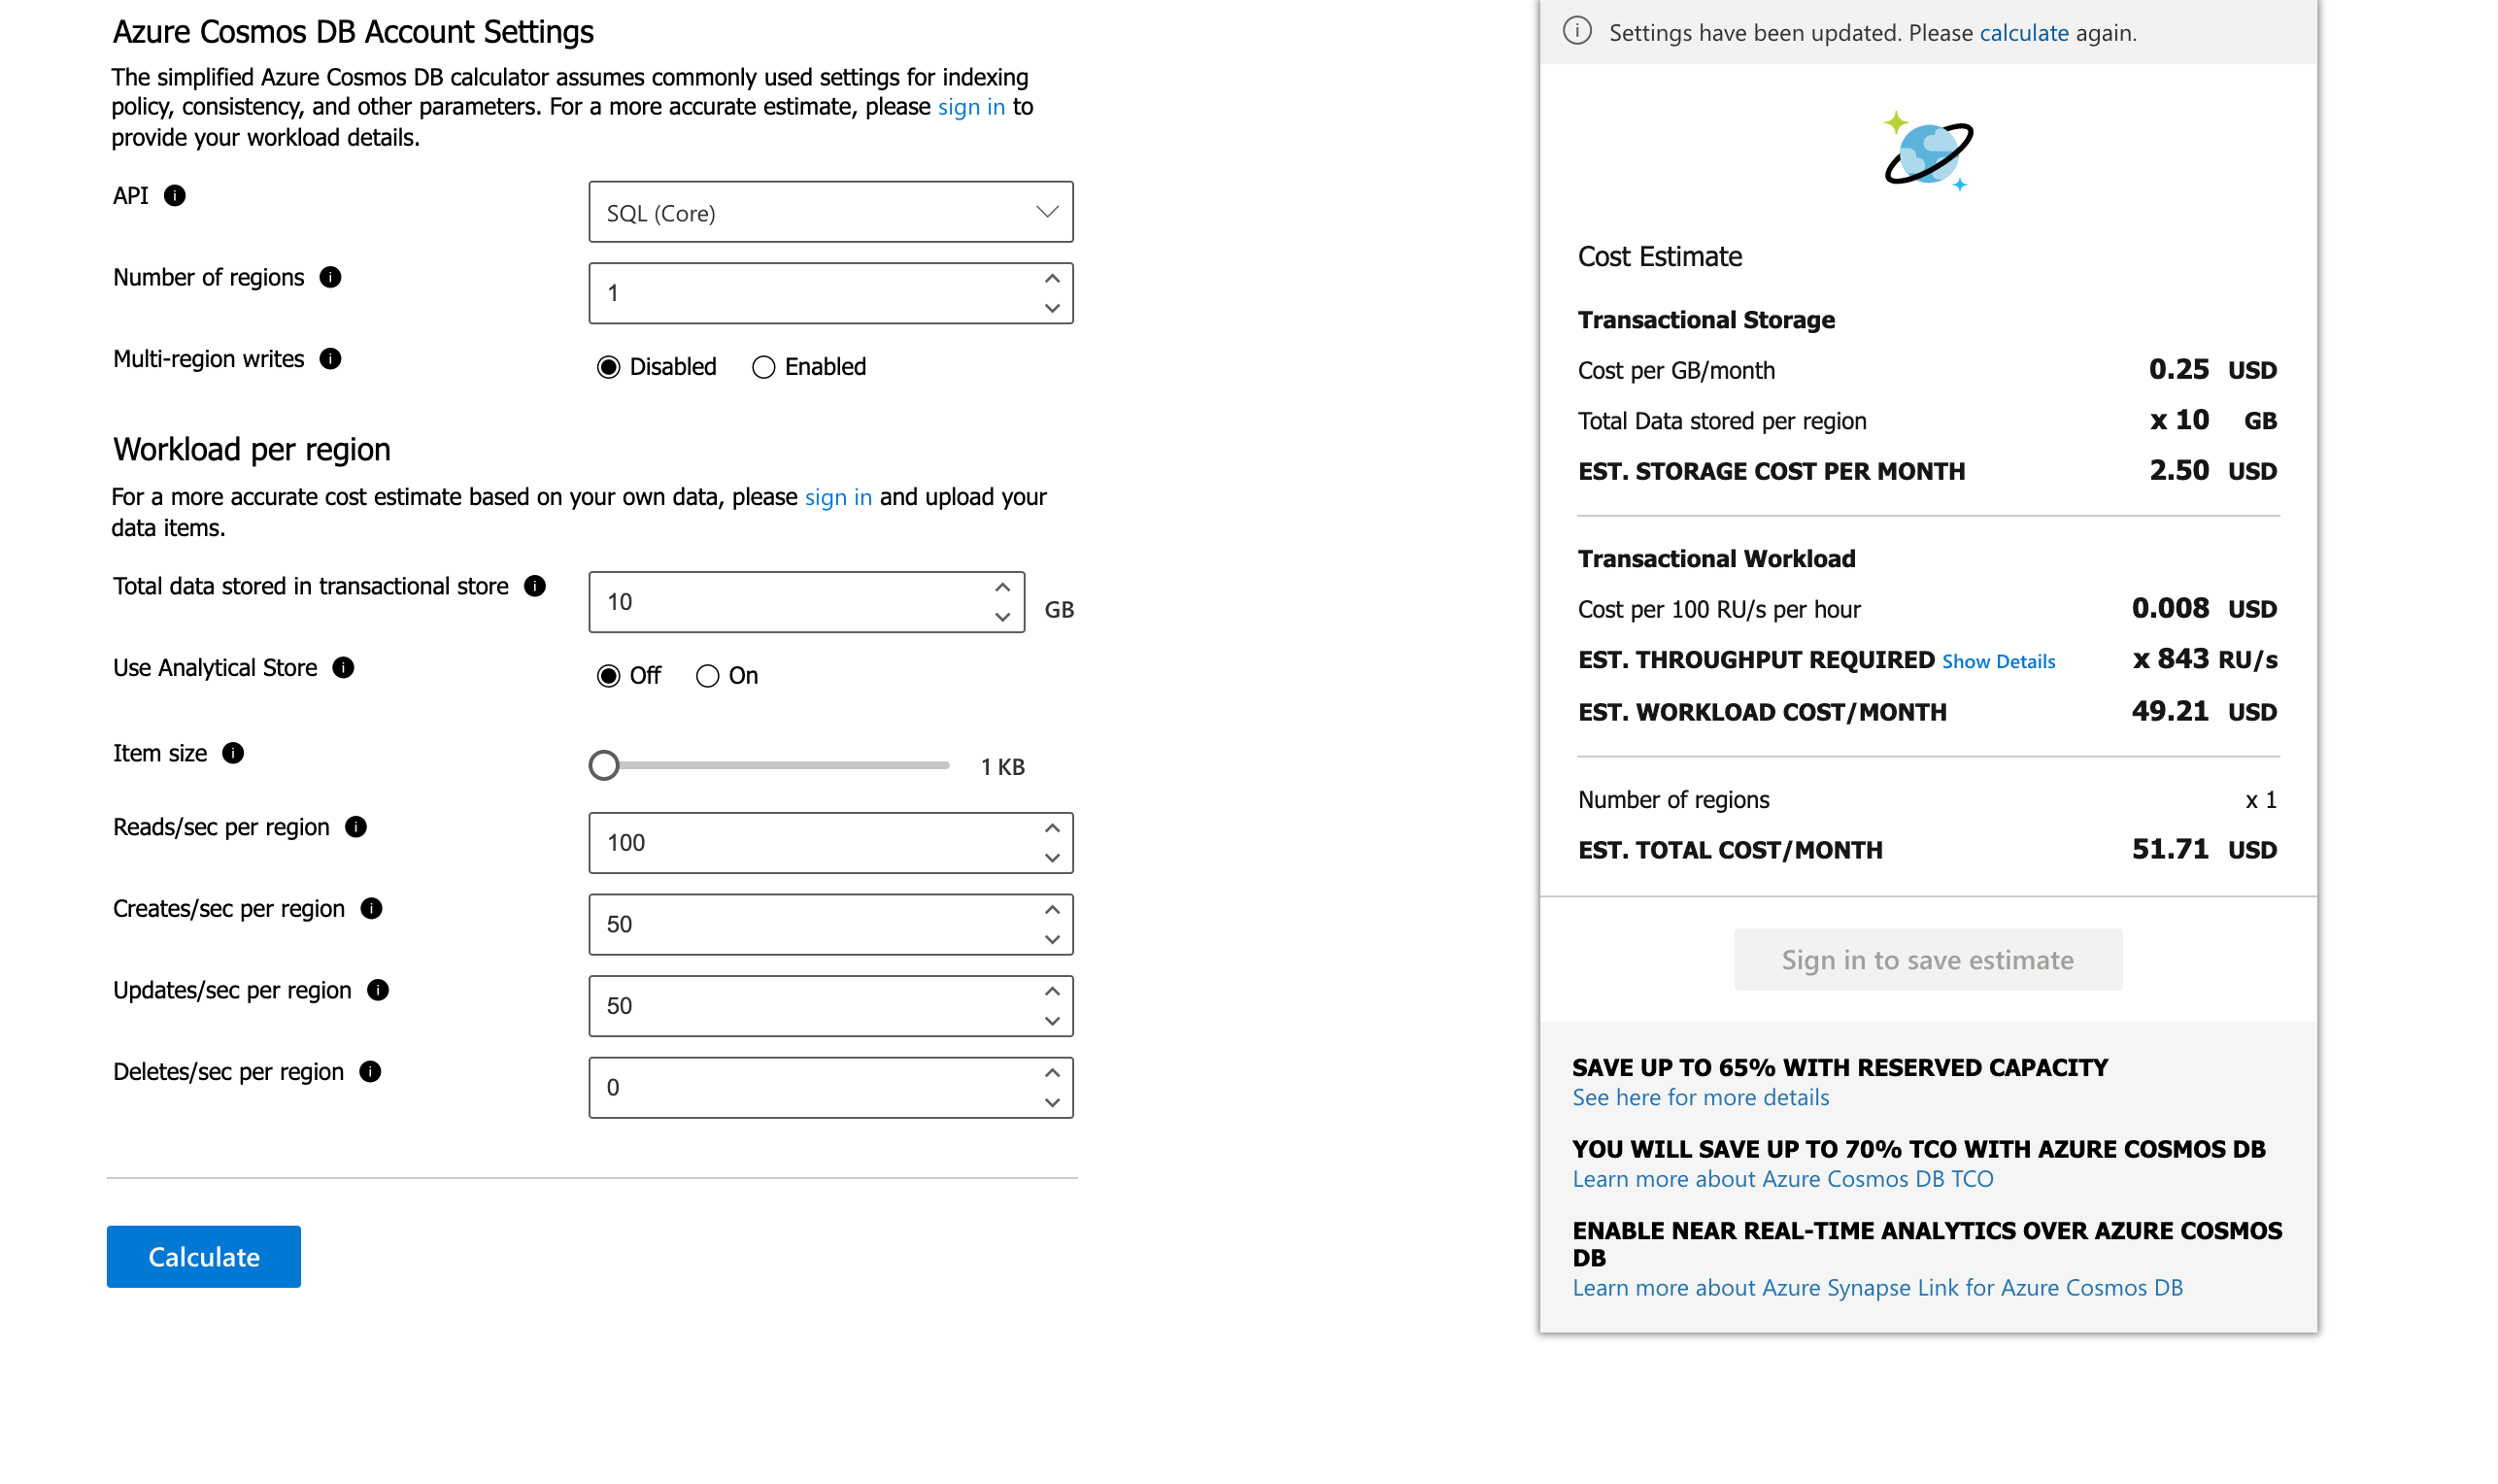 Azure Cosmos DB Account Settings
The simplified Azure Cosmos DB calculator assumes commonly used settings for indexing
policy, consistency, and other parameters. For a more accurate estimate, please sign in to
provide your workload details.
API
SQL (Core)
Number of regions
1
Multi-region writes
Disabled Enabled
Workload per region
For a more accurate cost estimate based on your own data, please sign in and upload your
data items.
Total data stored in transactional store
10 GB
Use Analytical Store
Off On
Item size
1 KB
Reads/sec per region
100
Creates/sec per region
50
Updates/sec per region
50
Deletes/sec per region
0
Calculate
Settings have been updated. Please calculate again.
Cost Estimate
Transactional Storage
Cost per GB/month 0.25 USD
Total Data stored per region x 10 GB
EST. STORAGE COST PER MONTH 2.50 USD
Transactional Workload
Cost per 100 RU/s per hour 0.008 USD
EST. THROUGHPUT REQUIRED Show Details x 843 RU/s
EST. WORKLOAD COST/MONTH 49.21 USD
Number of regions x 1
EST. TOTAL COST/MONTH 51.71 USD
Sign in to save estimate
SAVE UP TO 65% WITH RESERVED CAPACITY
See here for more details
YOU WILL SAVE UP TO 70% TCO WITH AZURE COSMOS DB
Learn more about Azure Cosmos DB TCO
ENABLE NEAR REAL-TIME ANALYTICS OVER AZURE COSMOS
DB
Learn more about Azure Synapse Link for Azure Cosmos DB